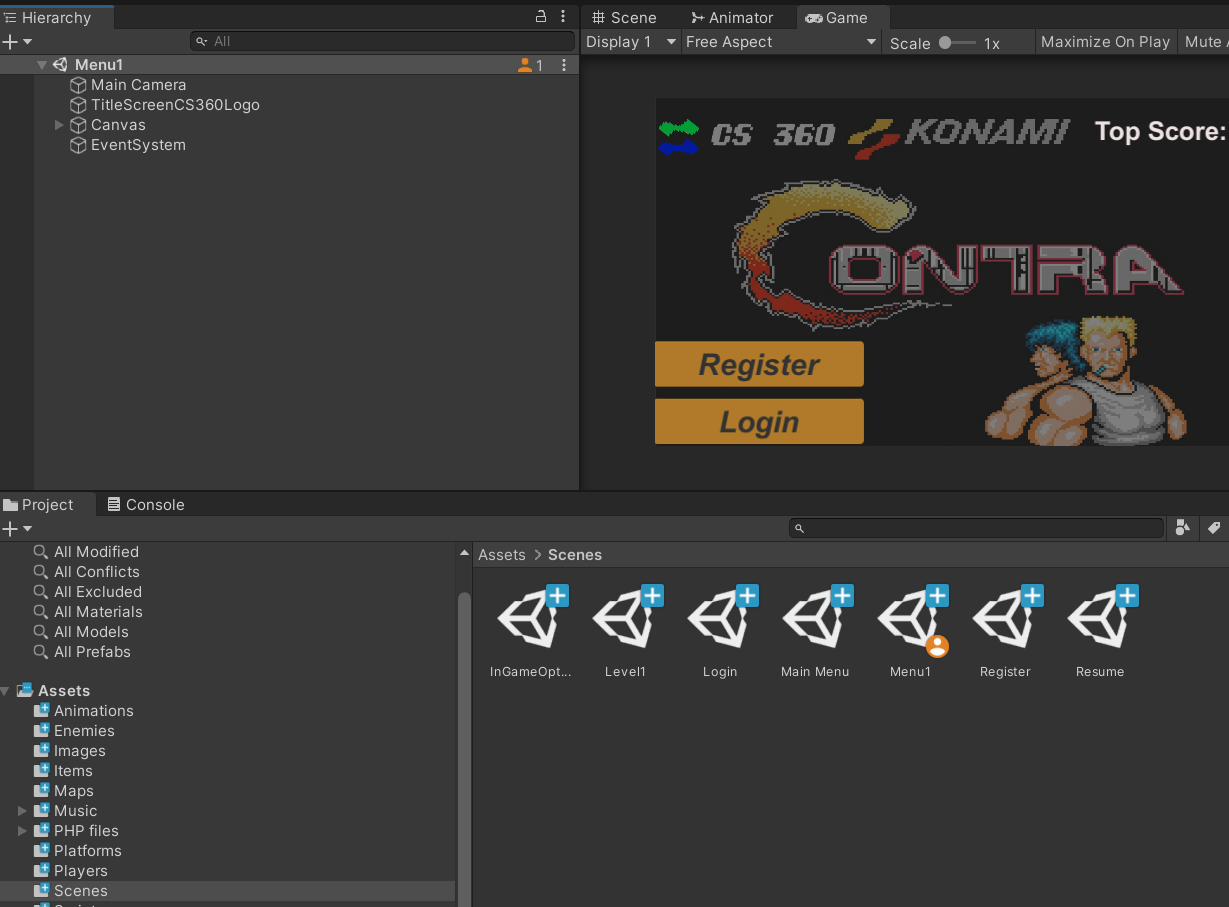 Hierarchy
All
Menu1
1
Main Camera
TitleScreenCS360Logo
Canvas
EventSystem
Scene
Animator
Game
Display 1
Free Aspect
Scale
1x
Maximize On Play
Mute
CS 360
KONAMI
Top Score:
CONTRA
Register
Login
Project
Console
All Modified
All Conflicts
All Excluded
All Materials
All Models
All Prefabs
Assets
Animations
Enemies
Images
Items
Maps
Music
PHP files
Platforms
Players
Scenes
Assets > Scenes
InGameOpt...
Level1
Login
Main Menu
Menu1
Register
Resume